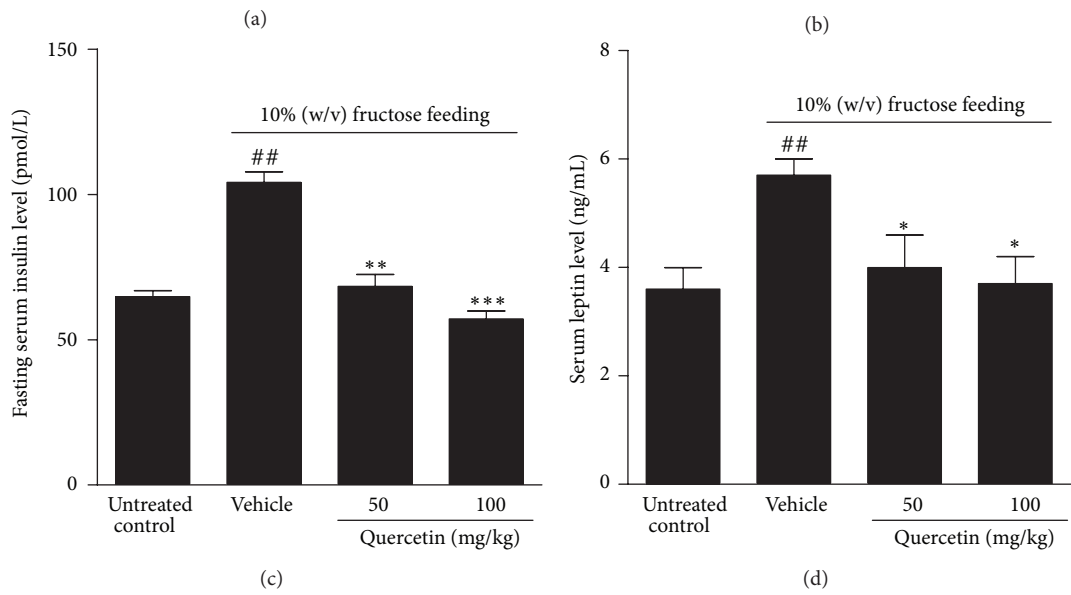 (a)
(b)
150
100
50
0
Fasting serum insulin level (pmol/L)
10% (w/v) fructose feeding
##
**
***
Untreated
control
Vehicle
50
100
Quercetin (mg/kg)
(c)
8
6
4
2
0
Serum leptin level (ng/mL)
10% (w/v) fructose feeding
##
*
*
Untreated
control
Vehicle
50
100
Quercetin (mg/kg)
(d)